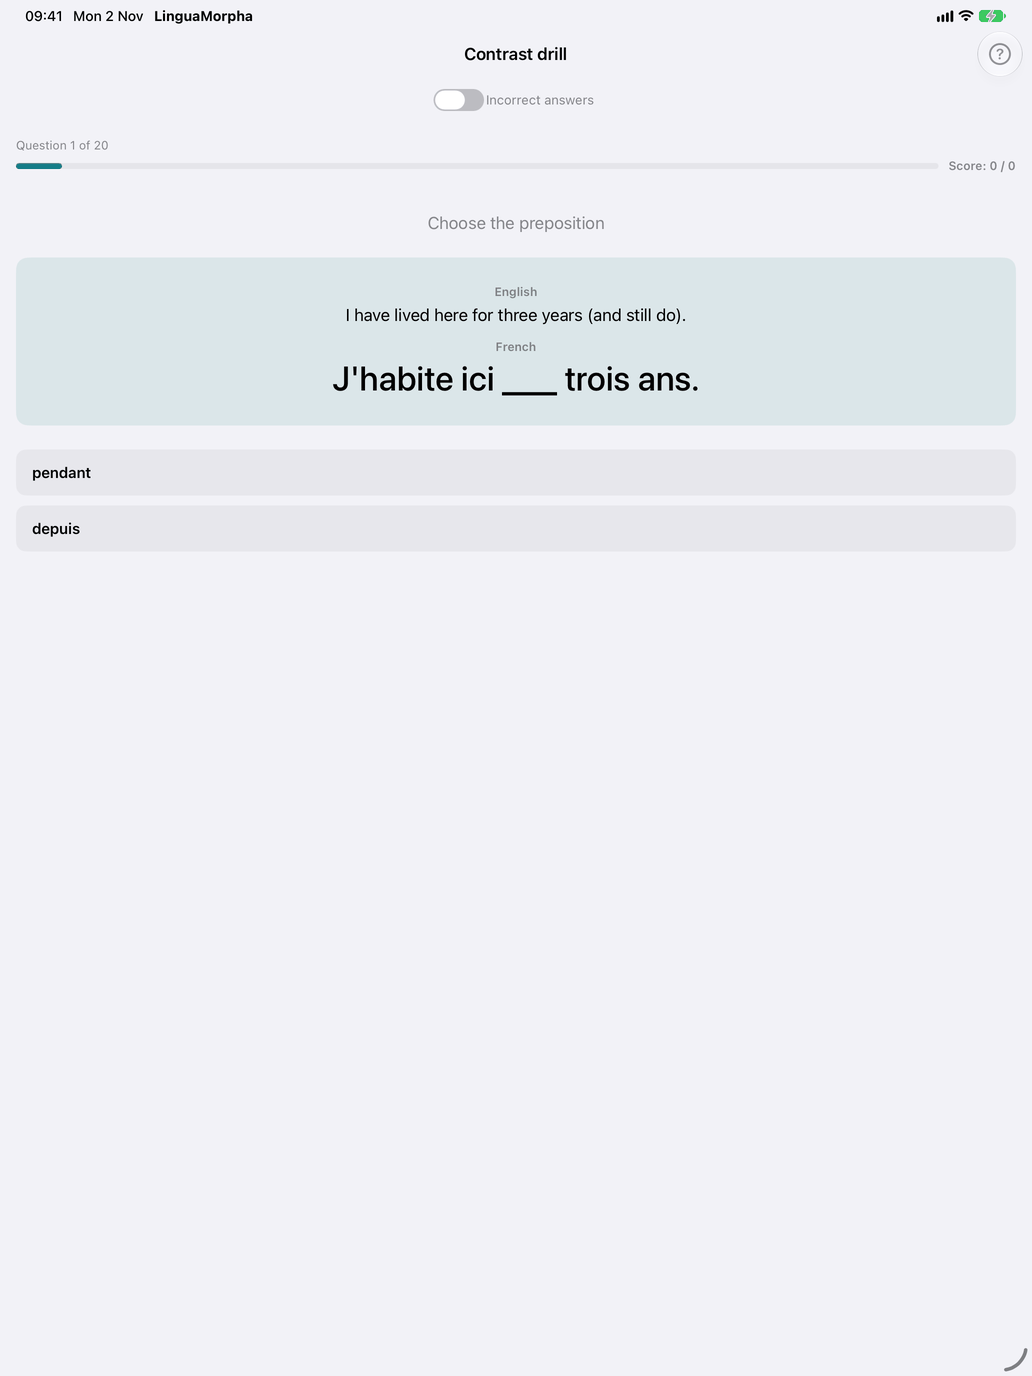 09:41 Mon 2 Nov LinguaMorpha
Contrast drill
?
Incorrect answers
Question 1 of 20
Score: 0 / 0
Choose the preposition
English
I have lived here for three years (and still do).
French
J'habite ici ____ trois ans.
pendant
depuis